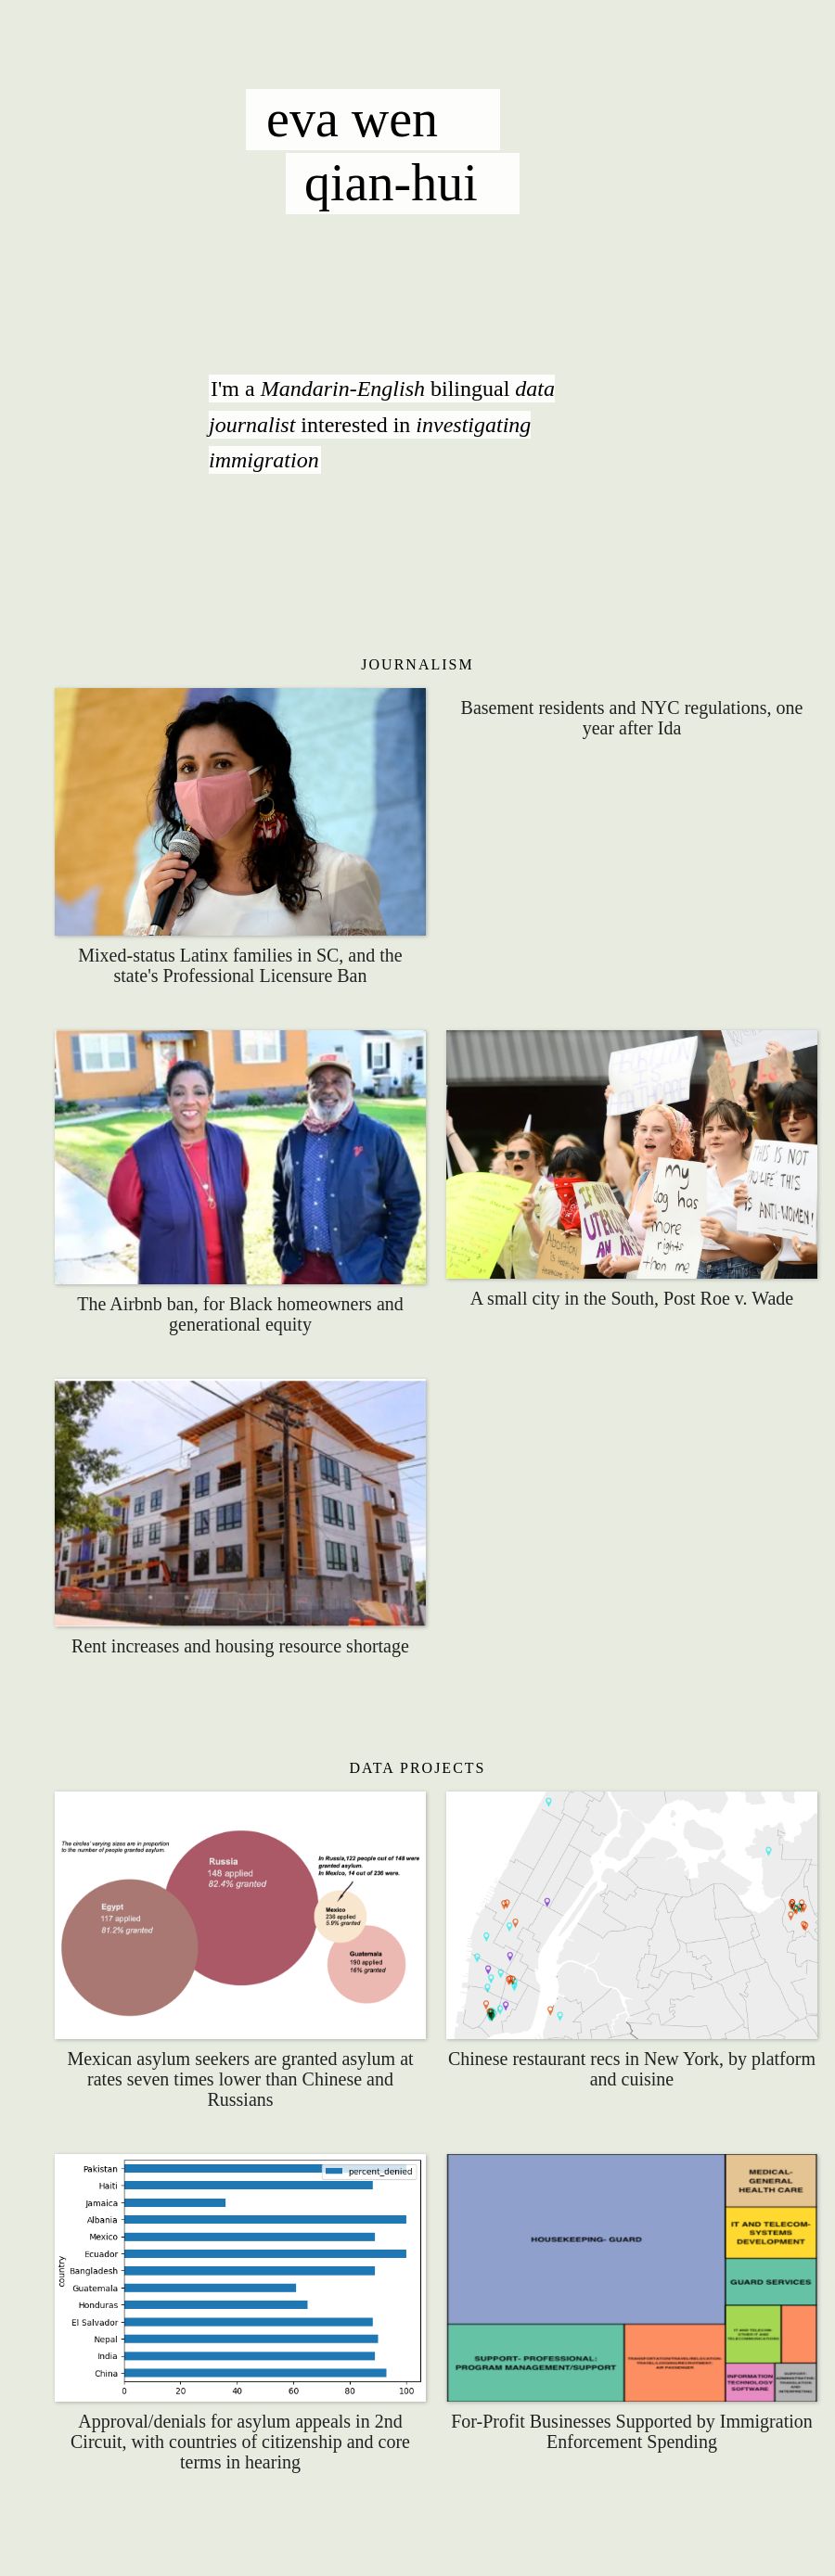 eva wen
qian-hui
I'm a Mandarin-English bilingual data
journalist interested in investigating
immigration
JOURNALISM
Basement residents and NYC regulations, one
year after Ida
Mixed-status Latinx families in SC, and the
state's Professional Licensure Ban
THIS IS NOT
PRO-LIFE THIS
IS ANTI-WOMEN!
my
dog has
more
rights
than me
The Airbnb ban, for Black homeowners and
generational equity
A small city in the South, Post Roe v. Wade
Rent increases and housing resource shortage
DATA PROJECTS
The circles' varying sizes are in proportion
to the number of people granted asylum.
Russia
148 applied
82.4% granted
In Russia,122 people out of 148 were
granted asylum.
In Mexico, 14 out of 236 were.
Egypt
117 applied
81.2% granted
Mexico
236 applied
5.9% granted
Guatemala
190 applied
16% granted
Mexican asylum seekers are granted asylum at
rates seven times lower than Chinese and
Russians
Chinese restaurant recs in New York, by platform
and cuisine
percent_denied
country
Pakistan
Haiti
Jamaica
Albania
Mexico
Ecuador
Bangladesh
Guatemala
Honduras
El Salvador
Nepal
India
China
0 20 40 60 80 100
HOUSEKEEPING- GUARD
MEDICAL-
GENERAL
HEALTH CARE
IT AND TELECOM-
SYSTEMS
DEVELOPMENT
GUARD SERVICES
SUPPORT- PROFESSIONAL:
PROGRAM MANAGEMENT/SUPPORT
INFORMATION
TECHNOLOGY
SOFTWARE
Approval/denials for asylum appeals in 2nd
Circuit, with countries of citizenship and core
terms in hearing
For-Profit Businesses Supported by Immigration
Enforcement Spending